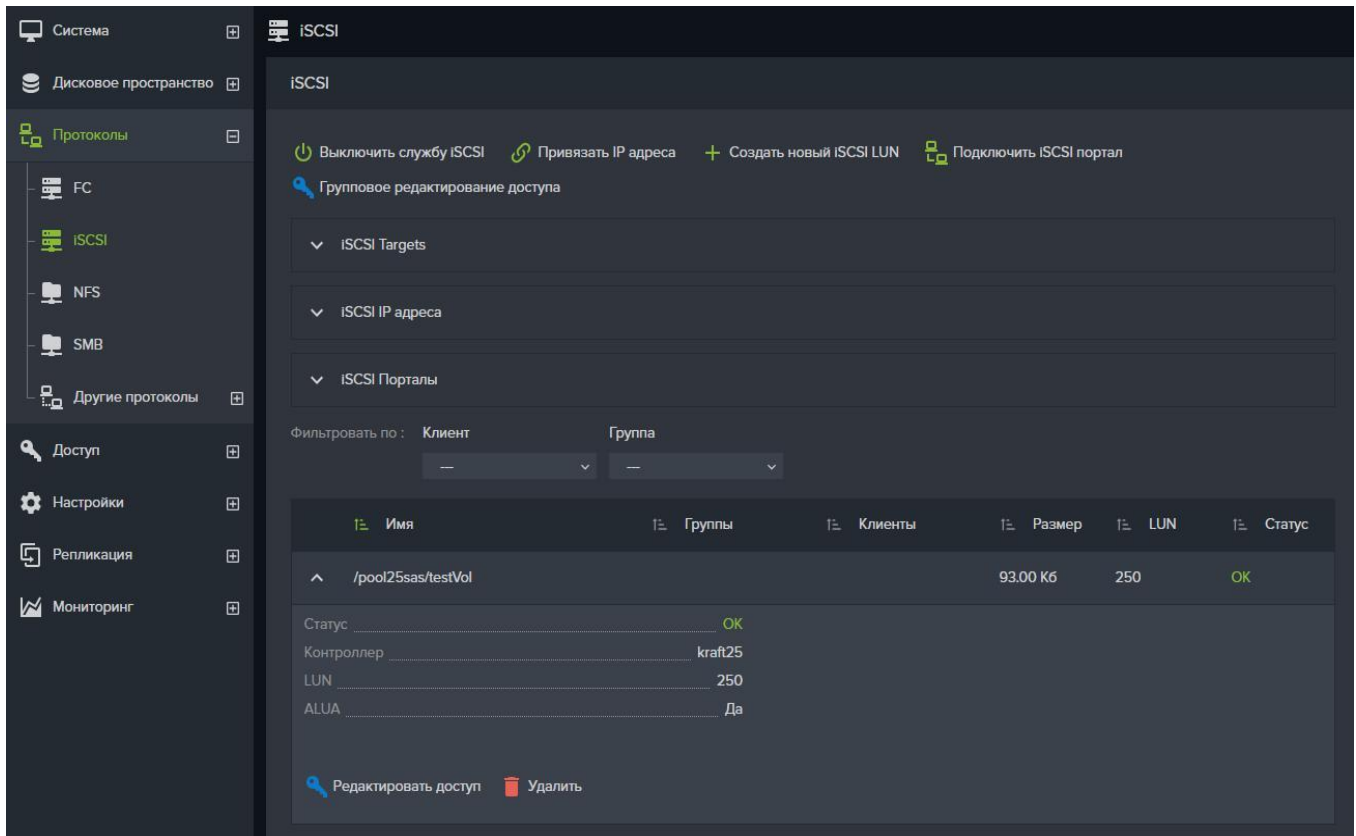 Система
Дисковое пространство
Протоколы
FC
iSCSI
NFS
SMB
Другие протоколы
Доступ
Настройки
Репликация
Мониторинг
iSCSI
iSCSI
Выключить службу iSCSI Привязать IP адреса Создать новый iSCSI LUN Подключить iSCSI портал
Групповое редактирование доступа
iSCSI Targets
iSCSI IP адреса
iSCSI Порталы
Фильтровать по : Клиент Группа
--- ---
Имя Группы Клиенты Размер LUN Статус
/pool25sas/testVol 93.00 Кб 250 OK
Статус OK
Контроллер kraft25
LUN 250
ALUA Да
Редактировать доступ Удалить